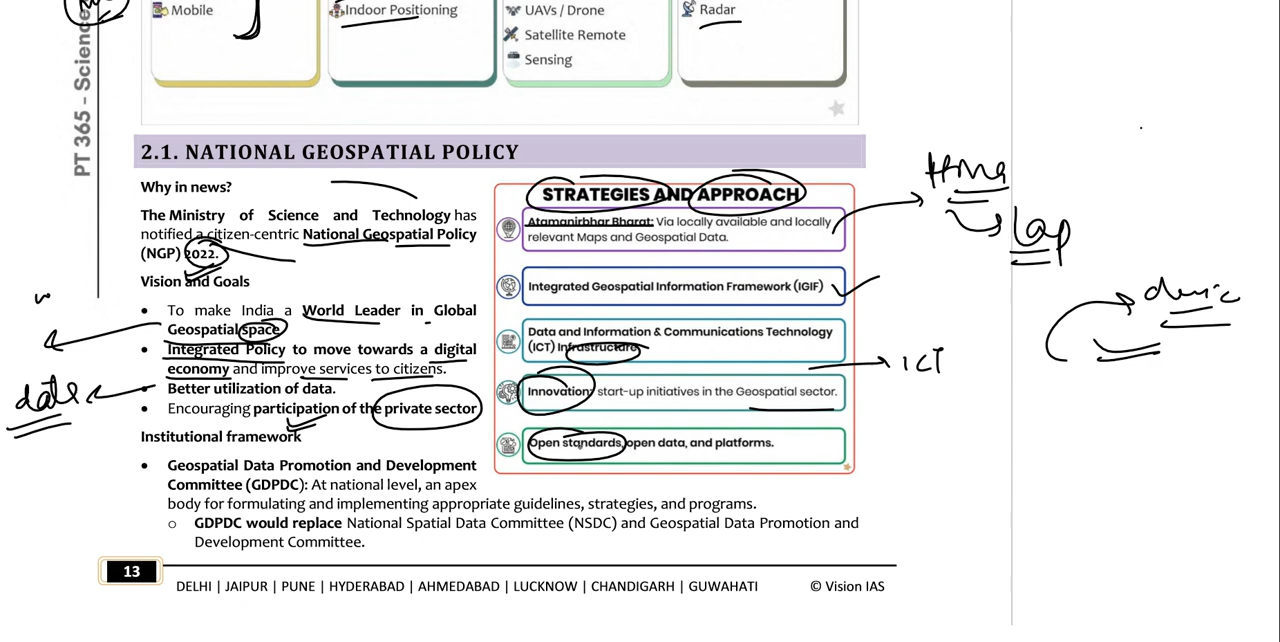 PT 365 - Science
Mobile
Indoor Positioning
UAVs / Drone
Satellite Remote
Sensing
Radar
2.1. NATIONAL GEOSPATIAL POLICY
Why in news?
The Ministry of Science and Technology has
notified a citizen-centric National Geospatial Policy
(NGP) 2022.
Vision and Goals
• To make India a World Leader in Global
Geospatial space.
• Integrated Policy to move towards a digital
economy and improve services to citizens.
• Better utilization of data.
• Encouraging participation of the private sector
Institutional framework
• Geospatial Data Promotion and Development
Committee (GDPDC): At national level, an apex
body for formulating and implementing appropriate guidelines, strategies, and programs.
o GDPDC would replace National Spatial Data Committee (NSDC) and Geospatial Data Promotion and
Development Committee.
STRATEGIES AND APPROACH
Atamanirbhar Bharat: Via locally available and locally
relevant Maps and Geospatial Data.
Integrated Geospatial Information Framework (IGIF)
Data and Information & Communications Technology
(ICT) Infrastructure
Innovation: start-up initiatives in the Geospatial sector.
Open standards, open data, and platforms.
data
Lap
ICT
13
DELHI | JAIPUR | PUNE | HYDERABAD | AHMEDABAD | LUCKNOW | CHANDIGARH | GUWAHATI
© Vision IAS